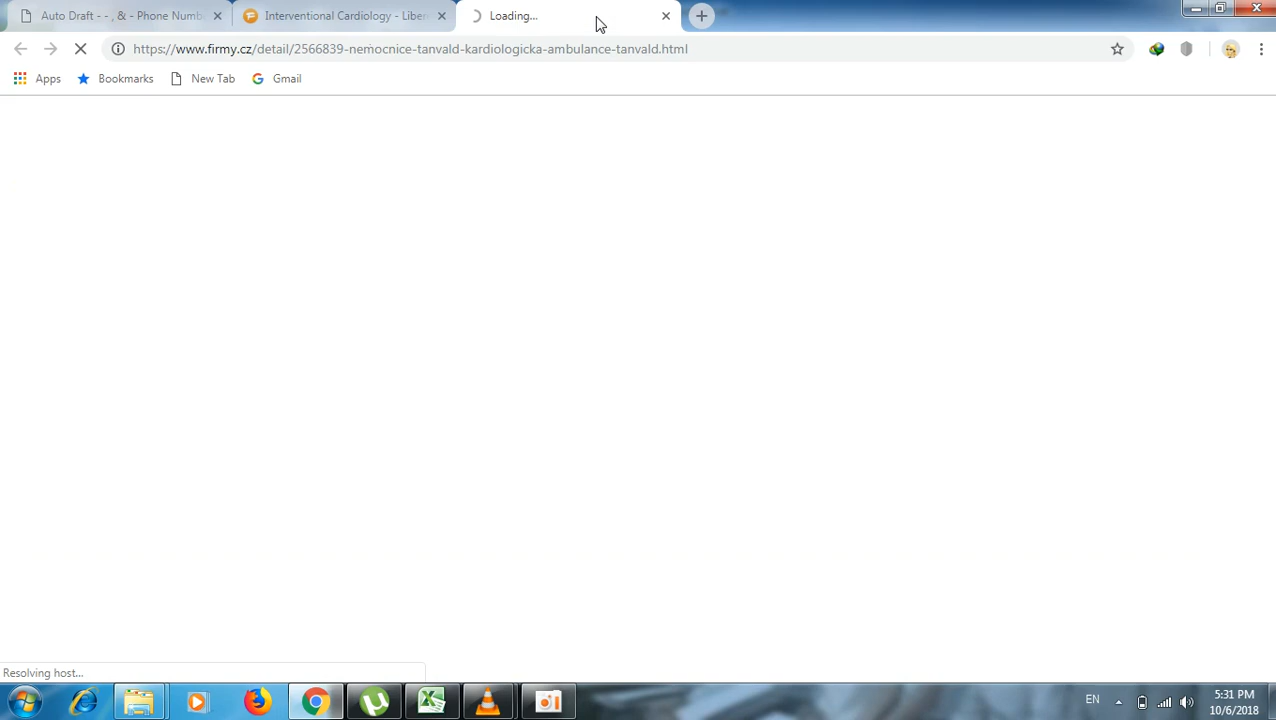 Auto Draft - - , & - Phone Numb
Interventional Cardiology - Liber
Loading...
https://www.firmy.cz/detail/2566839-nemocnice-tanvald-kardiologicka-ambulance-tanvald.html
Apps
Bookmarks
New Tab
Gmail
Resolving host...
EN
5:31 PM
10/6/2018